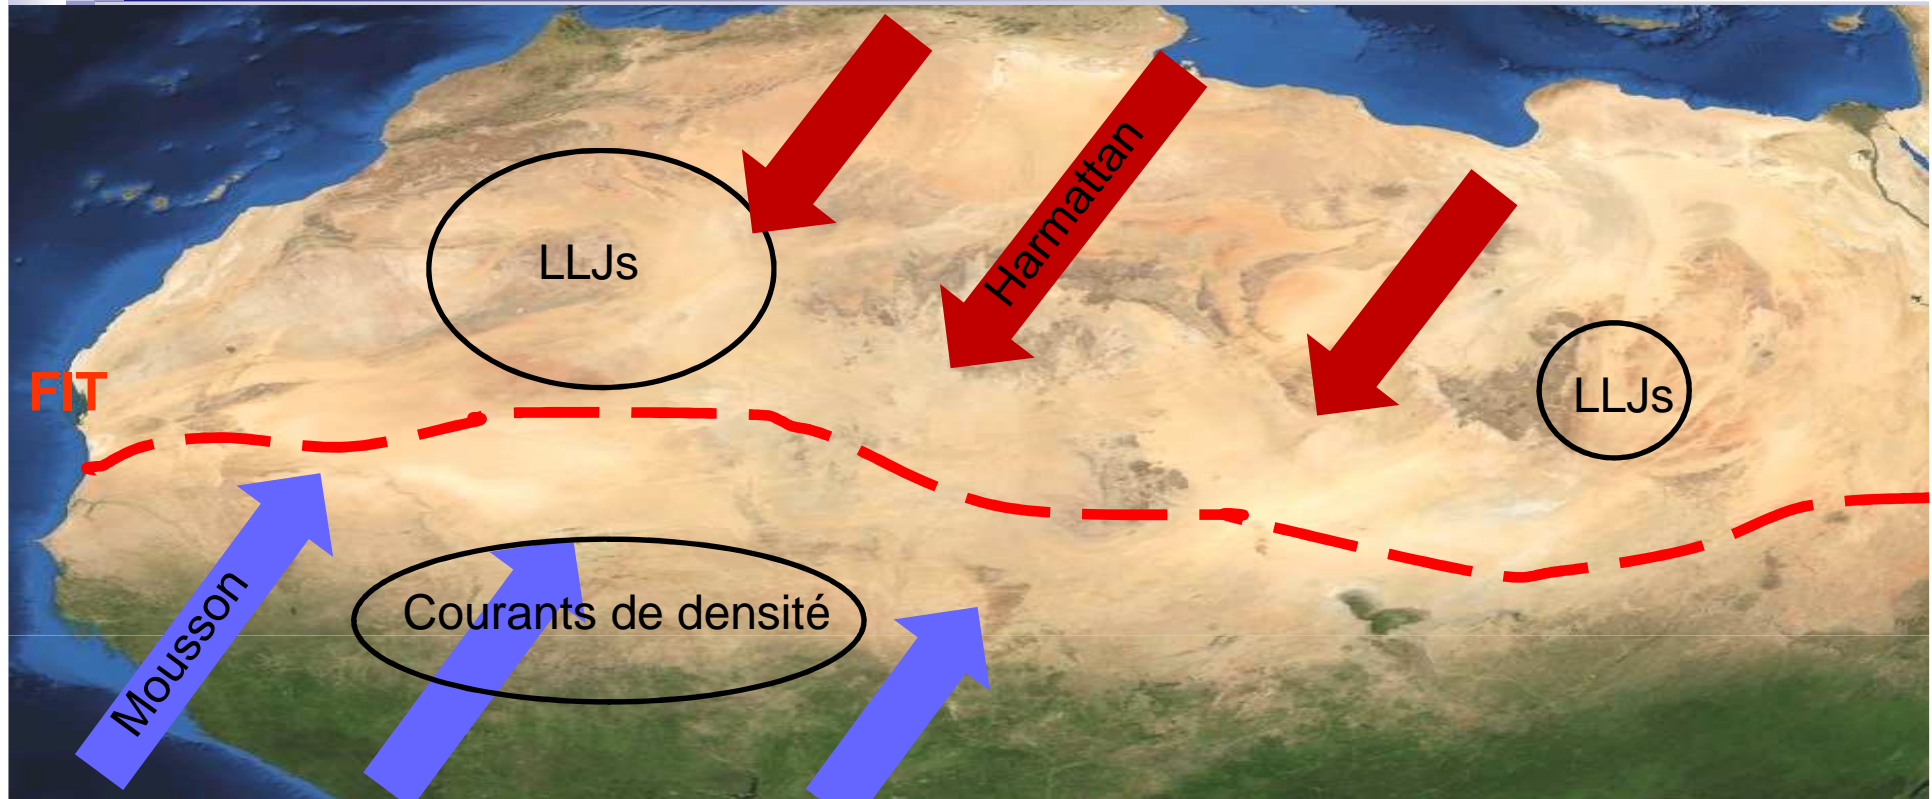 Harmattan
LLJs
FIT
LLJs
Mousson
Courants de densité